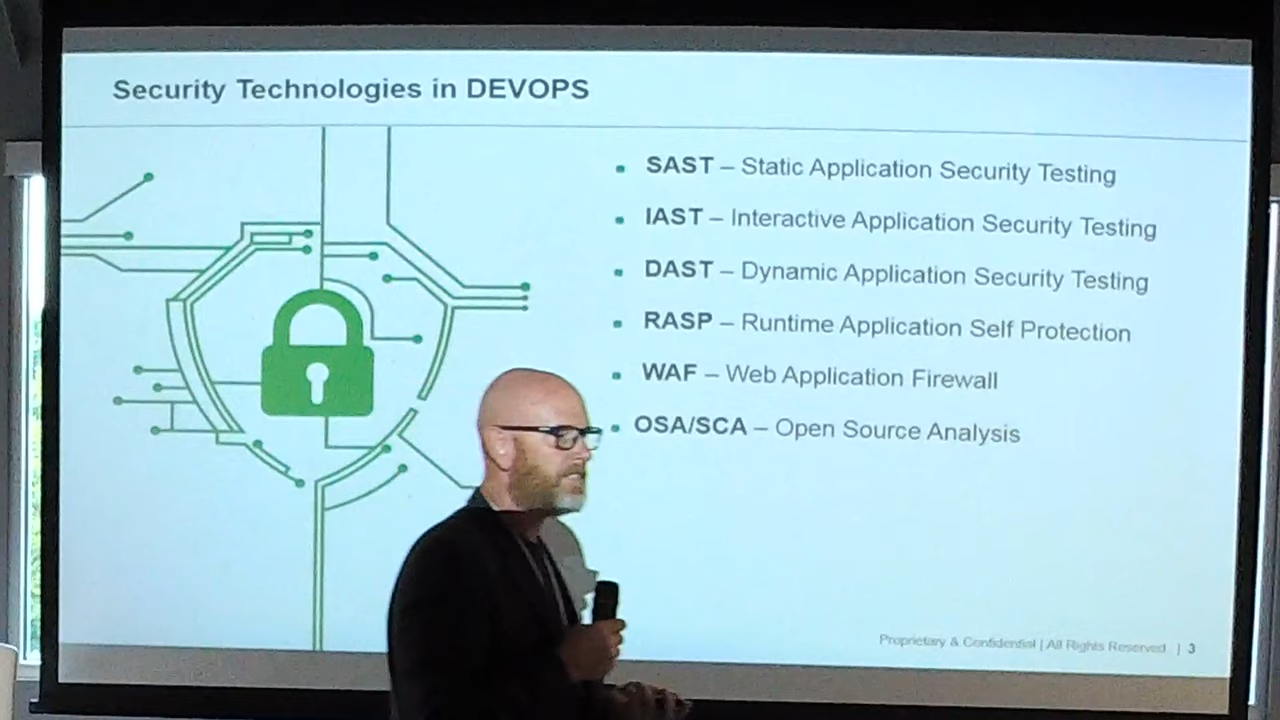 Security Technologies in DEVOPS
▪ SAST – Static Application Security Testing
▪ IAST – Interactive Application Security Testing
▪ DAST – Dynamic Application Security Testing
▪ RASP – Runtime Application Self Protection
▪ WAF – Web Application Firewall
▪ OSA/SCA – Open Source Analysis
Proprietary & Confidential | All Rights Reserved | 3